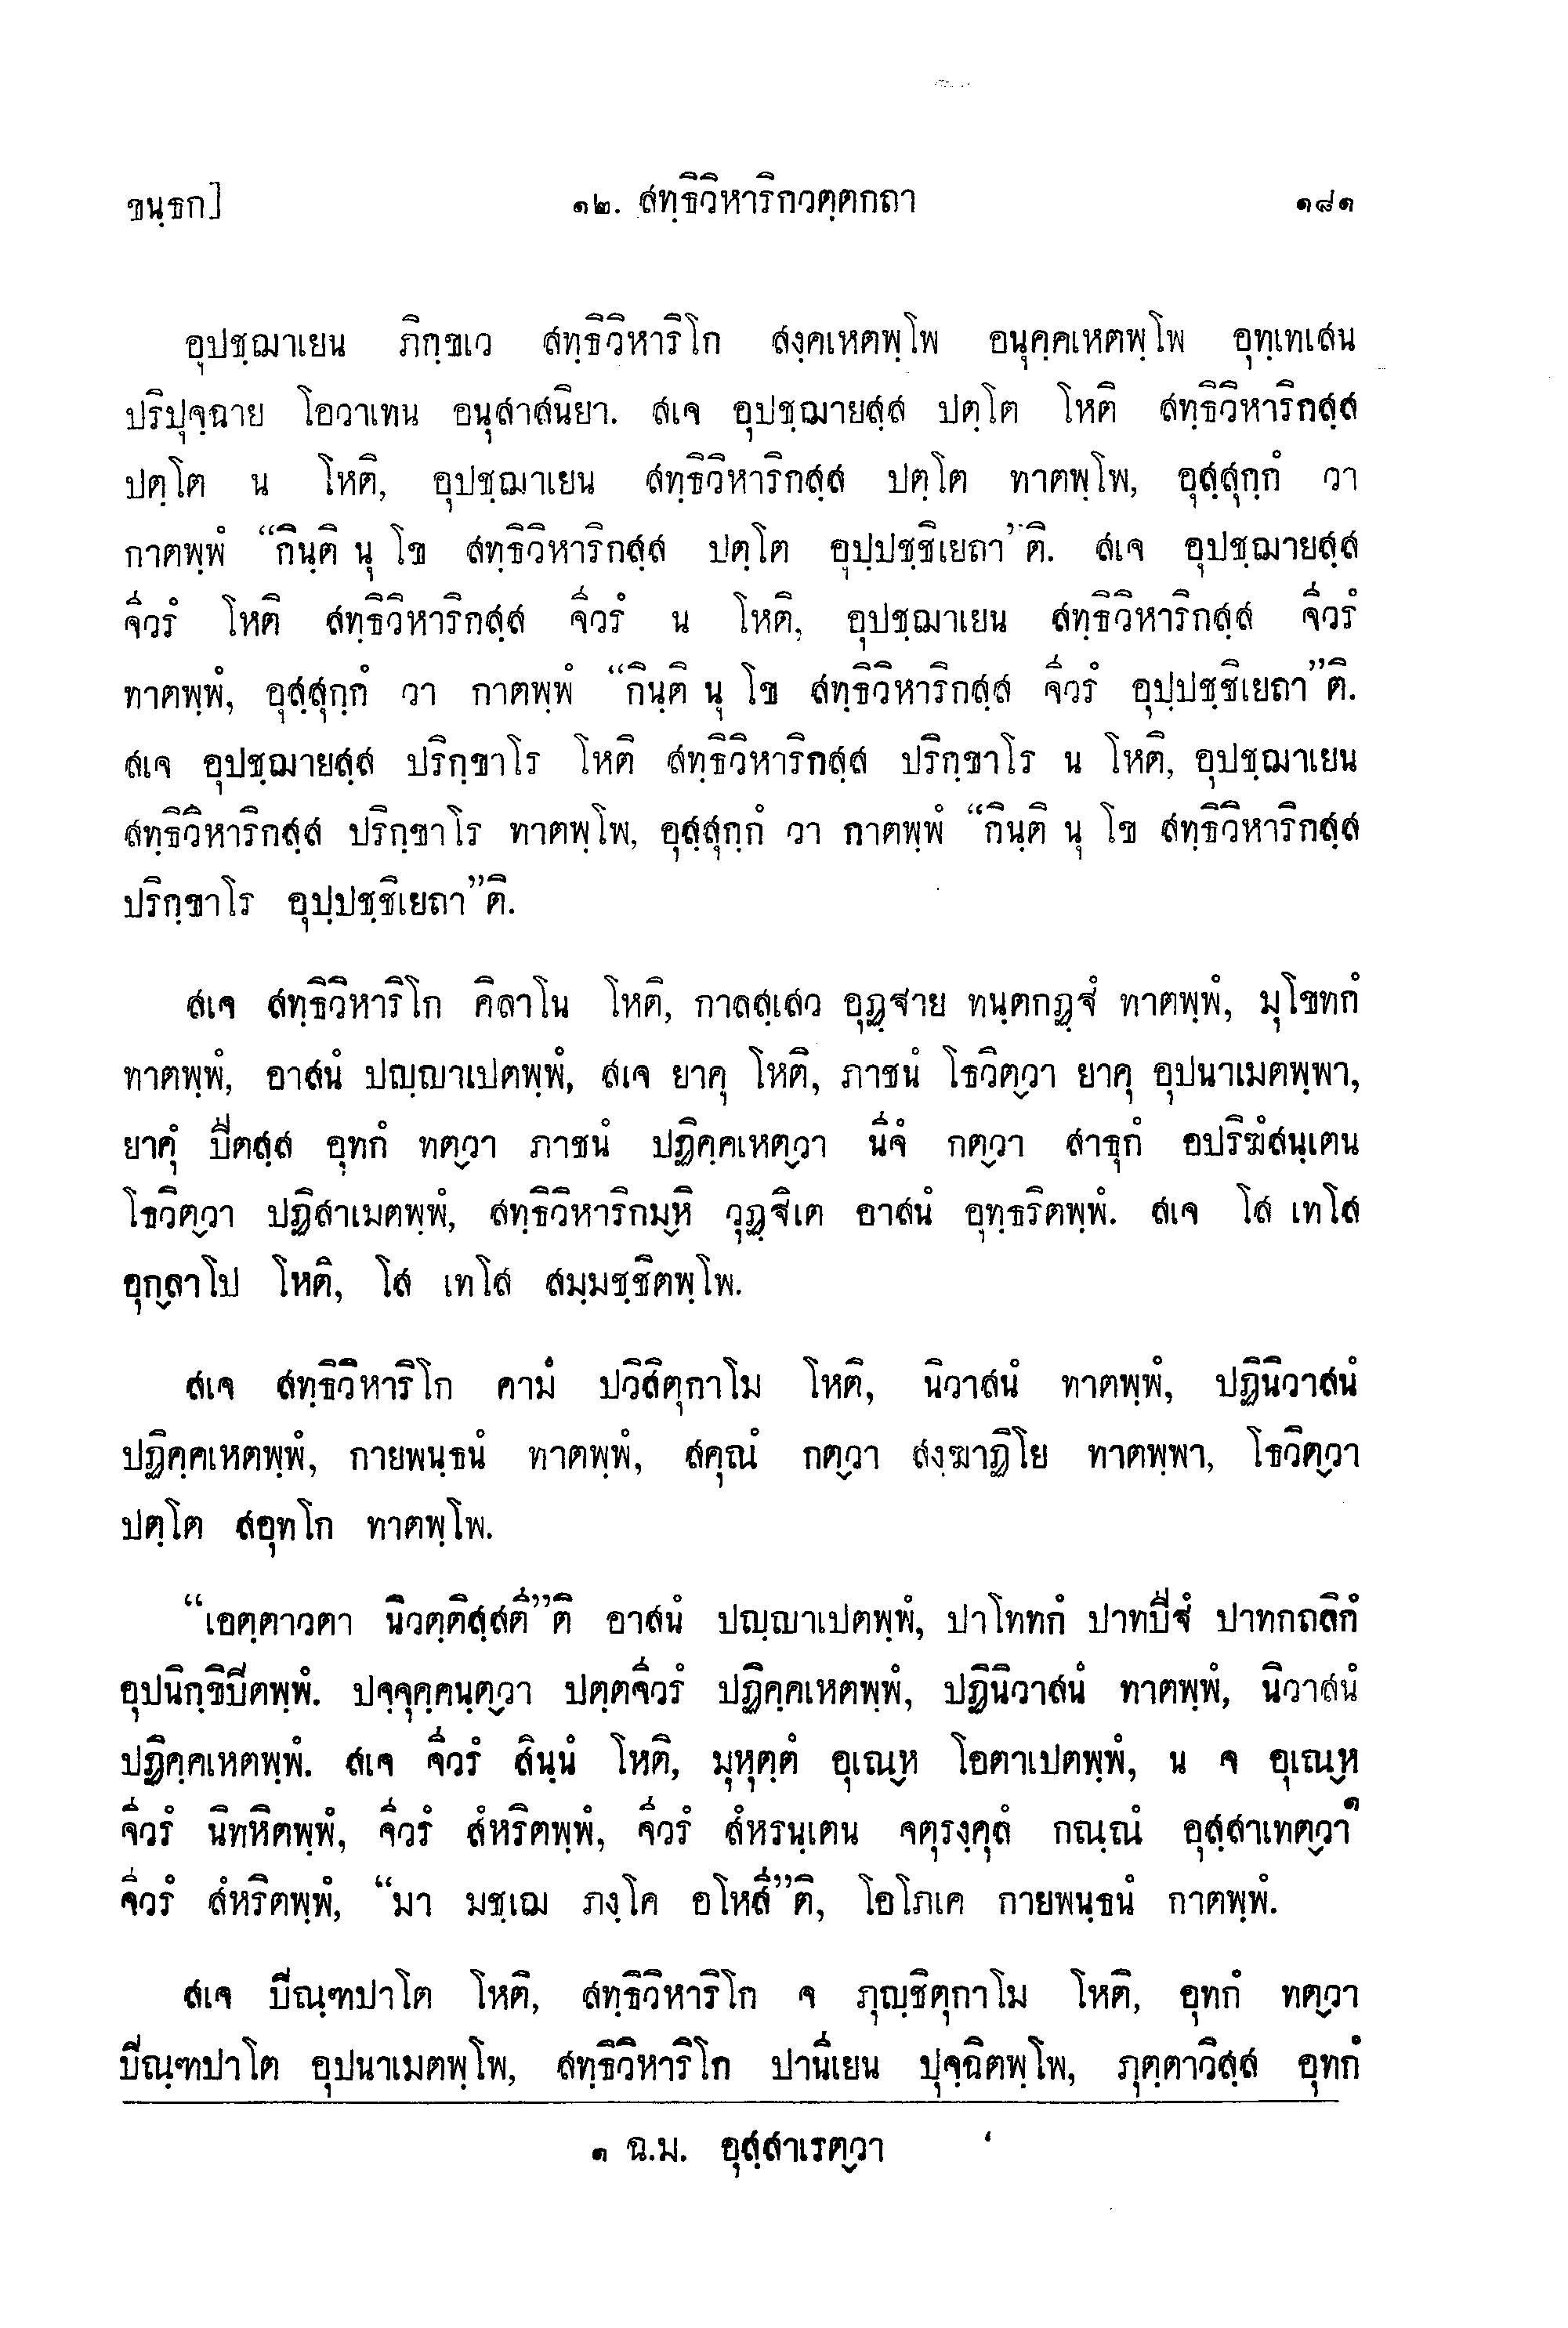 ขนฺธก]
๑๒. สทฺธิวิหาริกวตฺตกถา
๑๘๑
อุปชฺฌาเยน ภิกฺขเว สทฺธิวิหาริโก สงฺคเหตพฺโพ อนุคฺคเหตพฺโพ อุทฺเทเสน
ปริปุจฺฉาย โอวาเทน อนุสาสนิยา. สเจ อุปชฺฌายสฺส ปตฺโต โหติ สทฺธิวิหาริกสฺส
ปตฺโต น โหติ, อุปชฺฌาเยน สทฺธิวิหาริกสฺส ปตฺโต ทาตพฺโพ, อุสฺสุกฺกํ วา
กาตพฺพํ “กินฺติ นุ โข สทฺธิวิหาริกสฺส ปตฺโต อุปฺปชฺชิเยถา”ติ. สเจ อุปชฺฌายสฺส
จีวรํ โหติ สทฺธิวิหาริกสฺส จีวรํ น โหติ, อุปชฺฌาเยน สทฺธิวิหาริกสฺส จีวรํ
ทาตพฺพํ, อุสฺสุกฺกํ วา กาตพฺพํ “กินฺติ นุ โข สทฺธิวิหาริกสฺส จีวรํ อุปฺปชฺชิเยถา”ติ.
สเจ อุปชฺฌายสฺส ปริกฺขาโร โหติ สทฺธิวิหาริกสฺส ปริกฺขาโร น โหติ, อุปชฺฌาเยน
สทฺธิวิหาริกสฺส ปริกฺขาโร ทาตพฺโพ, อุสฺสุกฺกํ วา กาตพฺพํ “กินฺติ นุ โข สทฺธิวิหาริกสฺส
ปริกฺขาโร อุปฺปชฺชิเยถา”ติ.
สเจ สทฺธิวิหาริโก คิลาโน โหติ, กาลสฺเสว อุฏฺฐาย ทนฺตกฏฺฐํ ทาตพฺพํ, มุโขทกํ
ทาตพฺพํ, อาสนํ ปญฺญาเปตพฺพํ, สเจ ยาคุ โหติ, ภาชนํ โธวิตฺวา ยาคุ อุปนาเมตพฺพา,
ยาคุํ ปีตสฺส อุทกํ ทตฺวา ภาชนํ ปฏิคฺคเหตฺวา นีจํ กตฺวา สาธุกํ อปริฆํสนฺเตน
โธวิตฺวา ปฏิสาเมตพฺพํ, สทฺธิวิหาริกมฺหิ วุฏฺฐิเต อาสนํ อุทฺธริตพฺพํ. สเจ โส เทโส
อุกฺลาโป โหติ, โส เทโส สมฺมชฺชิตพฺโพ.
สเจ สทฺธิวิหาริโก คามํ ปวิสิตุกาโม โหติ, นิวาสนํ ทาตพฺพํ, ปฏินิวาสนํ
ปฏิคฺคเหตพฺพํ, กายพนฺธนํ ทาตพฺพํ, สคุณํ กตฺวา สงฺฆาฏิโย ทาตพฺพา, โธวิตฺวา
ปตฺโต สอุทโก ทาตพฺโพ.
“เอตฺตาวตา นิวตฺติสฺสตี”ติ อาสนํ ปญฺญาเปตพฺพํ, ปาโททกํ ปาทปีฐํ ปาทกถลิกํ
อุปนิกฺขิปิตพฺพํ. ปจฺจุคฺคนฺตฺวา ปตฺตจีวรํ ปฏิคฺคเหตพฺพํ, ปฏินิวาสนํ ทาตพฺพํ, นิวาสนํ
ปฏิคฺคเหตพฺพํ. สเจ จีวรํ สินฺนํ โหติ, มุหุตฺตํ อุเณฺห โอตาเปตพฺพํ, น จ อุเณฺห
จีวรํ นิทหิตพฺพํ, จีวรํ สํหริตพฺพํ, จีวรํ สํหรนฺเตน จตุรงฺคุลํ กณฺณํ อุสฺสาเทตฺวา๑
จีวรํ สํหริตพฺพํ, “มา มชฺเฌ ภงฺโค อโหสี”ติ, โอโภเค กายพนฺธนํ กาตพฺพํ.
สเจ ปิณฺฑปาโต โหติ, สทฺธิวิหาริโก จ ภุญฺชิตุกาโม โหติ, อุทกํ ทตฺวา
ปิณฺฑปาโต อุปนาเมตพฺโพ, สทฺธิวิหาริโก ปานีเยน ปุจฺฉิตพฺโพ, ภุตฺตาวิสฺส อุทกํ
๑ ฉ.ม. อุสฺสาเรตฺวา